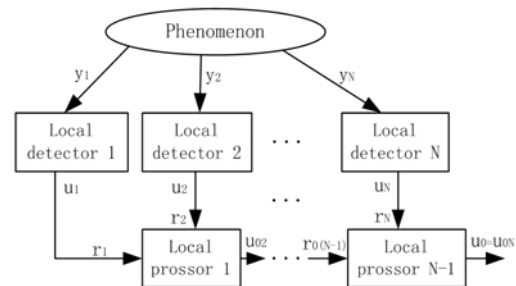 Phenomenon
y1 y2 yN
Local detector 1
Local detector 2
...
Local detector N
u1 u2 ... uN
r1 r2 rN
Local prossor 1
u02 ... r0(N-1)
Local prossor N-1
u0=u0N